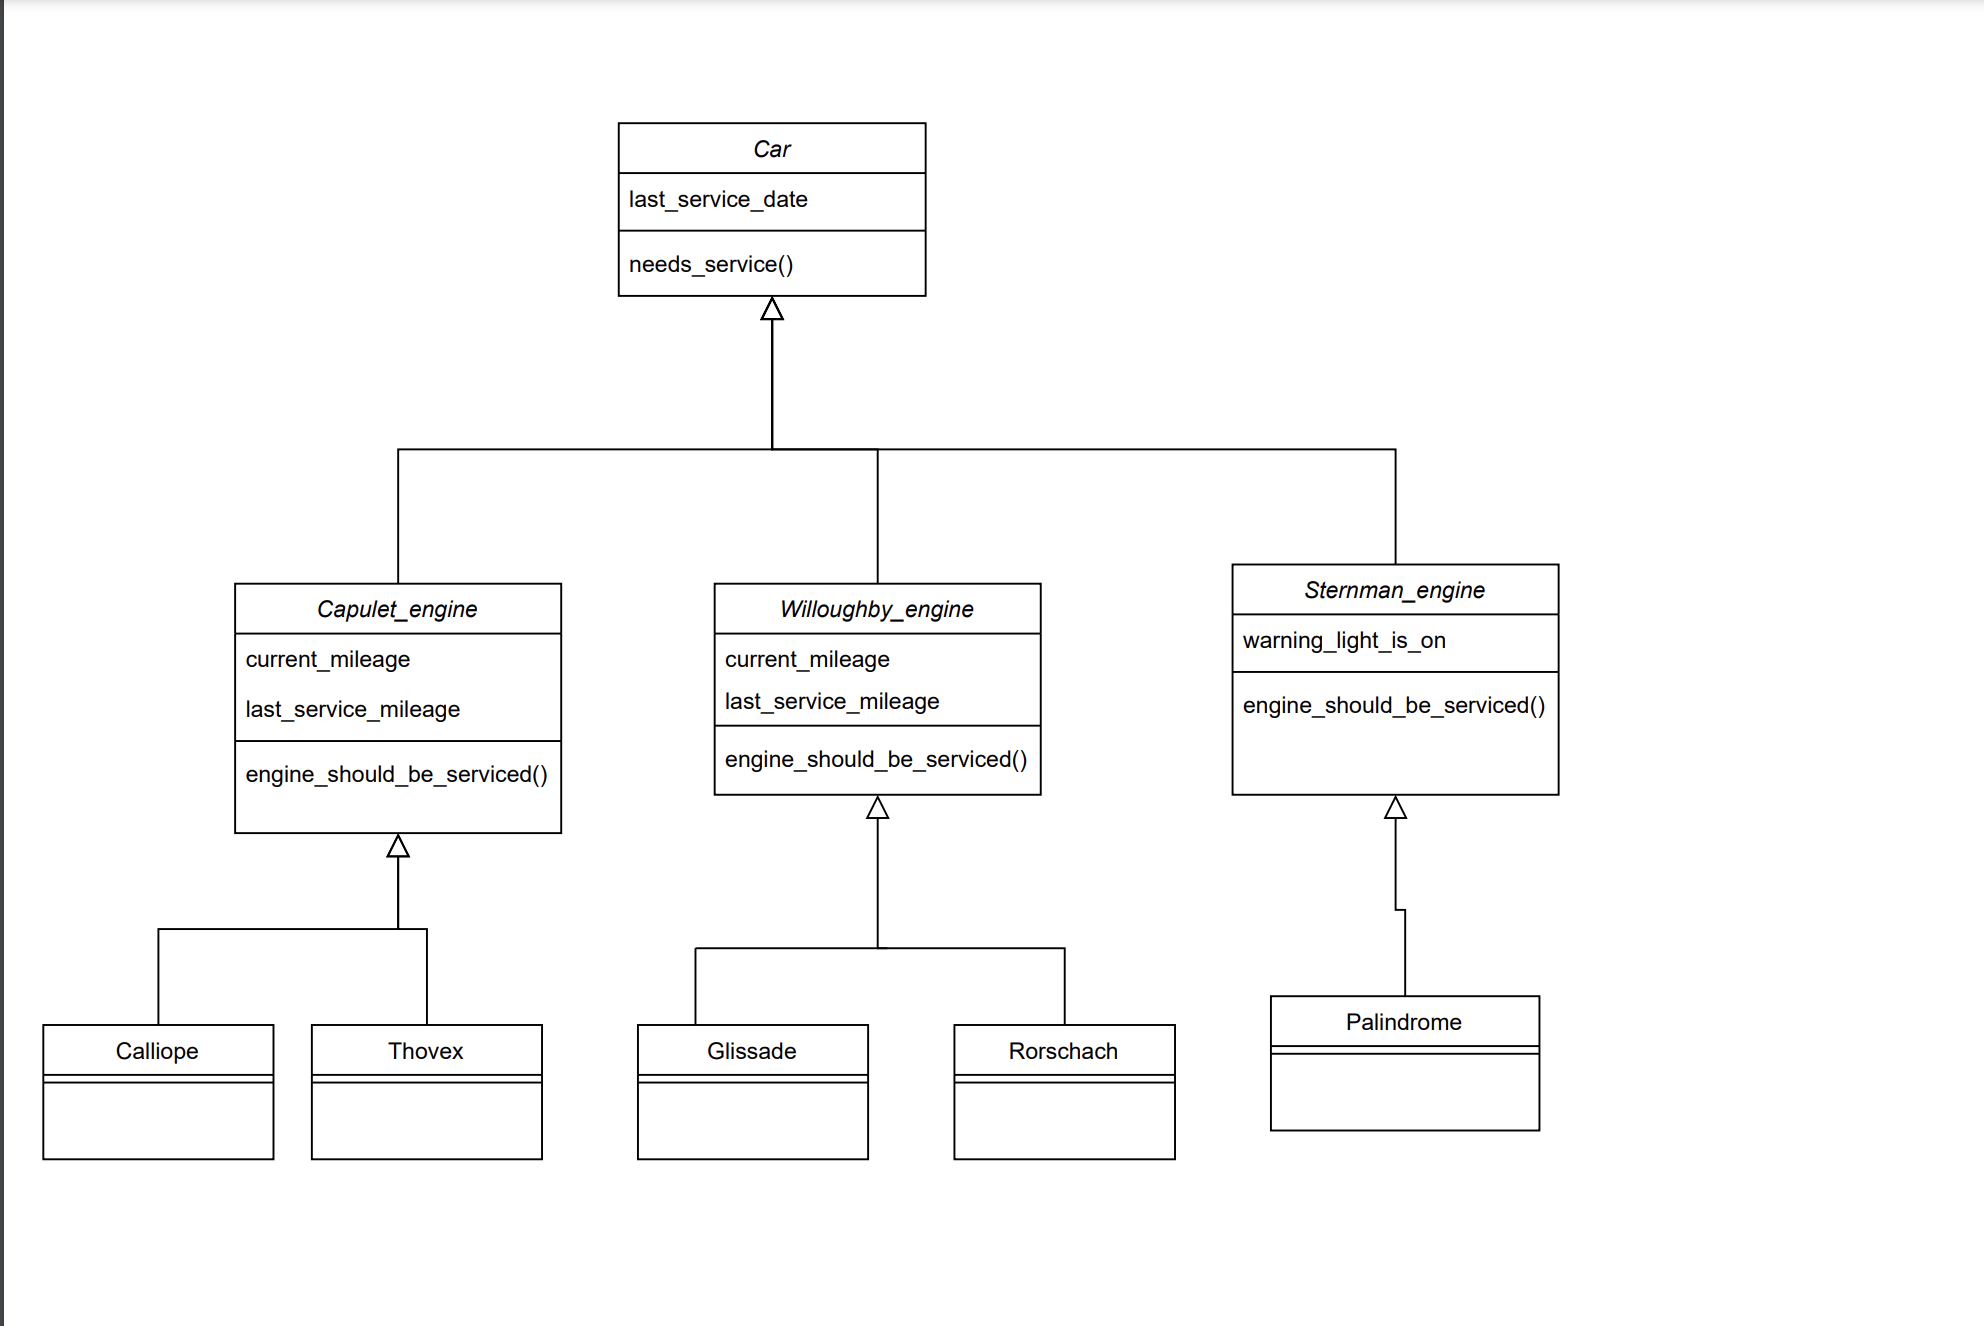 Car
last_service_date
needs_service()
Capulet_engine
current_mileage
last_service_mileage
engine_should_be_serviced()
Willoughby_engine
current_mileage
last_service_mileage
engine_should_be_serviced()
Sternman_engine
warning_light_is_on
engine_should_be_serviced()
Calliope
Thovex
Glissade
Rorschach
Palindrome